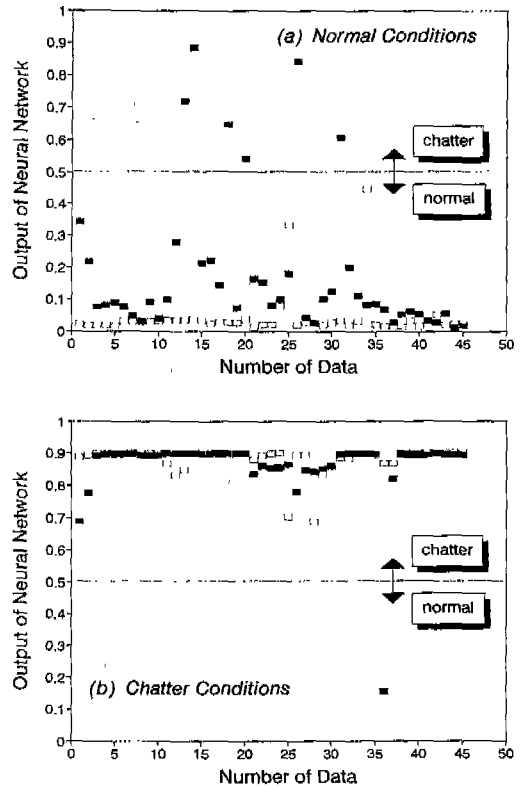 (a) Normal Conditions
Output of Neural Network
1
0.9
0.8
0.7
0.6
0.5
0.4
0.3
0.2
0.1
0
chatter
normal
0 5 10 15 20 25 30 35 40 45 50
Number of Data
Output of Neural Network
1
0.9
0.8
0.7
0.6
0.5
0.4
0.3
0.2
0.1
0
chatter
normal
(b) Chatter Conditions
0 5 10 15 20 25 30 35 40 45 50
Number of Data